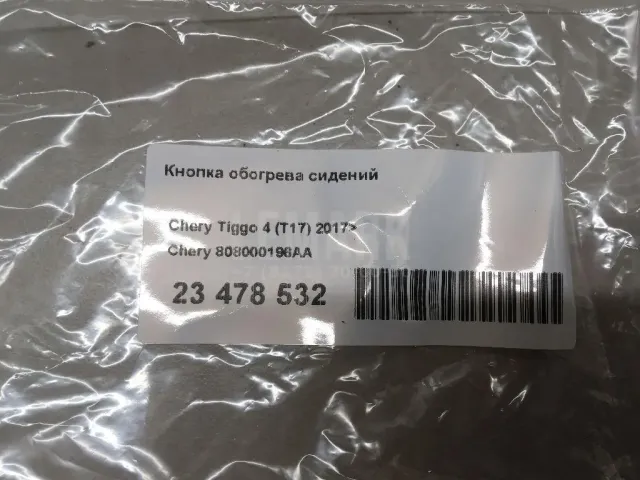 Кнопка обогрева сидений
Chery Tiggo 4 (T17) 2017>
Chery 808000196AA
23 478 532